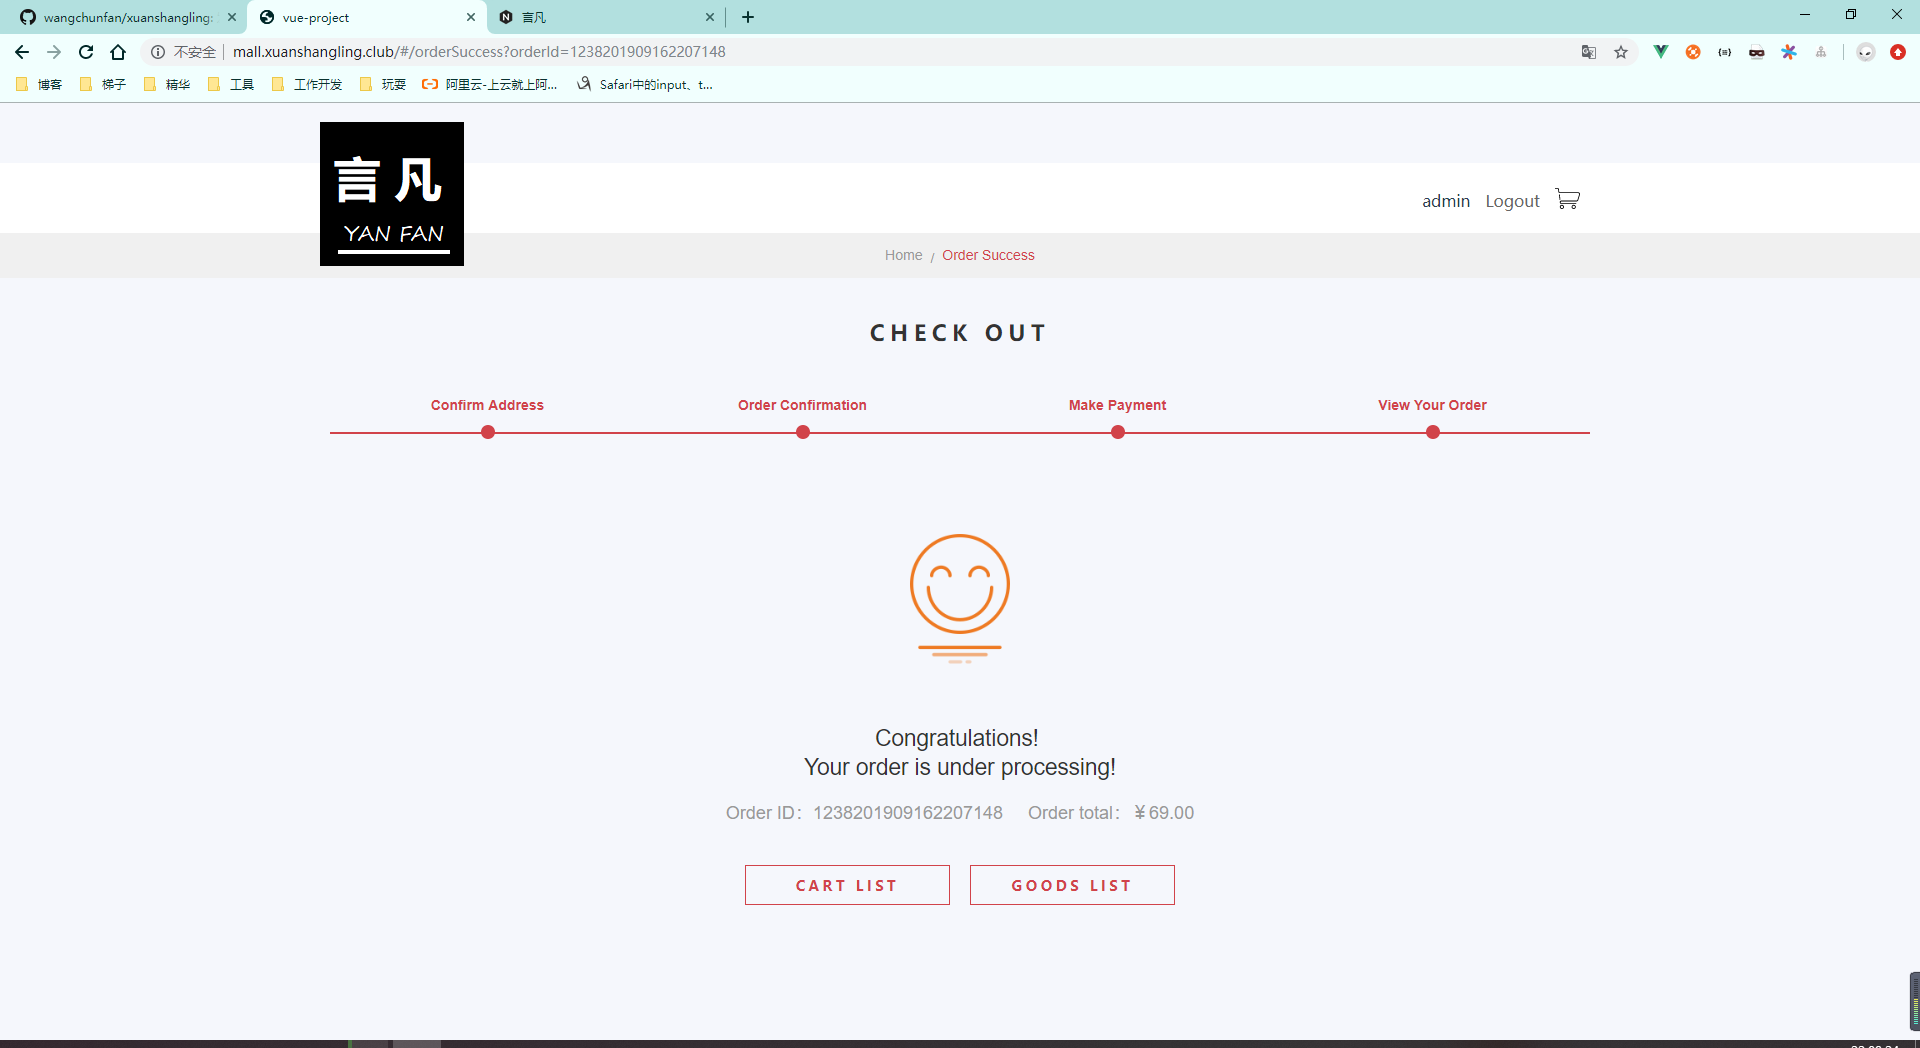 wangchunfan/xuanshangling:
vue-project
言凡
不安全
mall.xuanshangling.club/#/orderSuccess?orderId=1238201909162207148
博客
梯子
精华
工具
工作开发
玩耍
阿里云-上云就上阿...
Safari中的input、t...
言凡
YAN FAN
admin
Logout
Home / Order Success
CHECK OUT
Confirm Address
Order Confirmation
Make Payment
View Your Order
Congratulations!
Your order is under processing!
Order ID：1238201909162207148 Order total：￥69.00
CART LIST
GOODS LIST